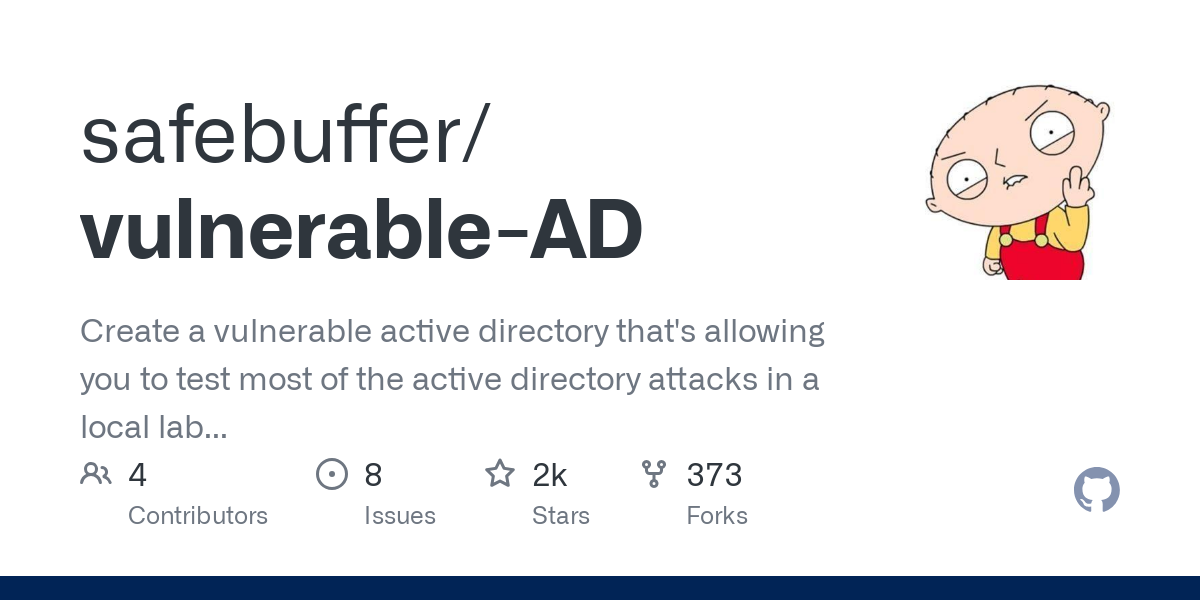 safebuffer/
vulnerable-AD
Create a vulnerable active directory that's allowing
you to test most of the active directory attacks in a
local lab...
4 8 2k 373
Contributors Issues Stars Forks